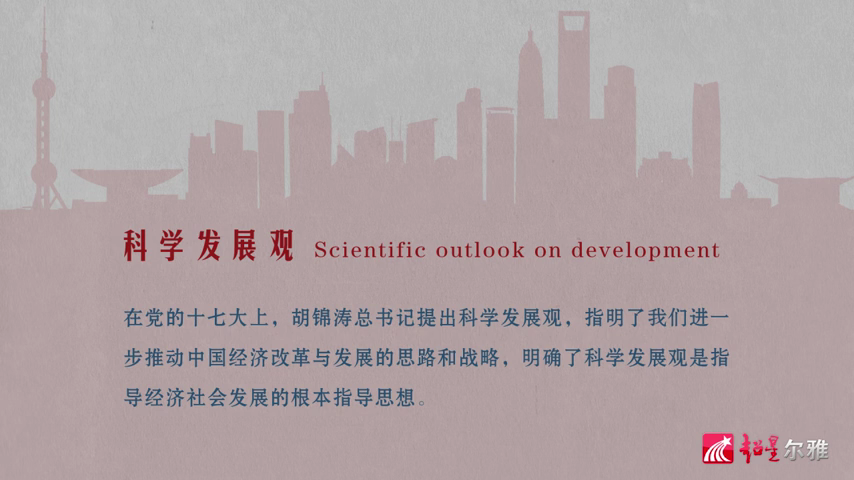 科学发展观 Scientific outlook on development
在党的十七大上，胡锦涛总书记提出科学发展观，指明了我们进一
步推动中国经济改革与发展的思路和战略，明确了科学发展观是指
导经济社会发展的根本指导思想。
超星尔雅